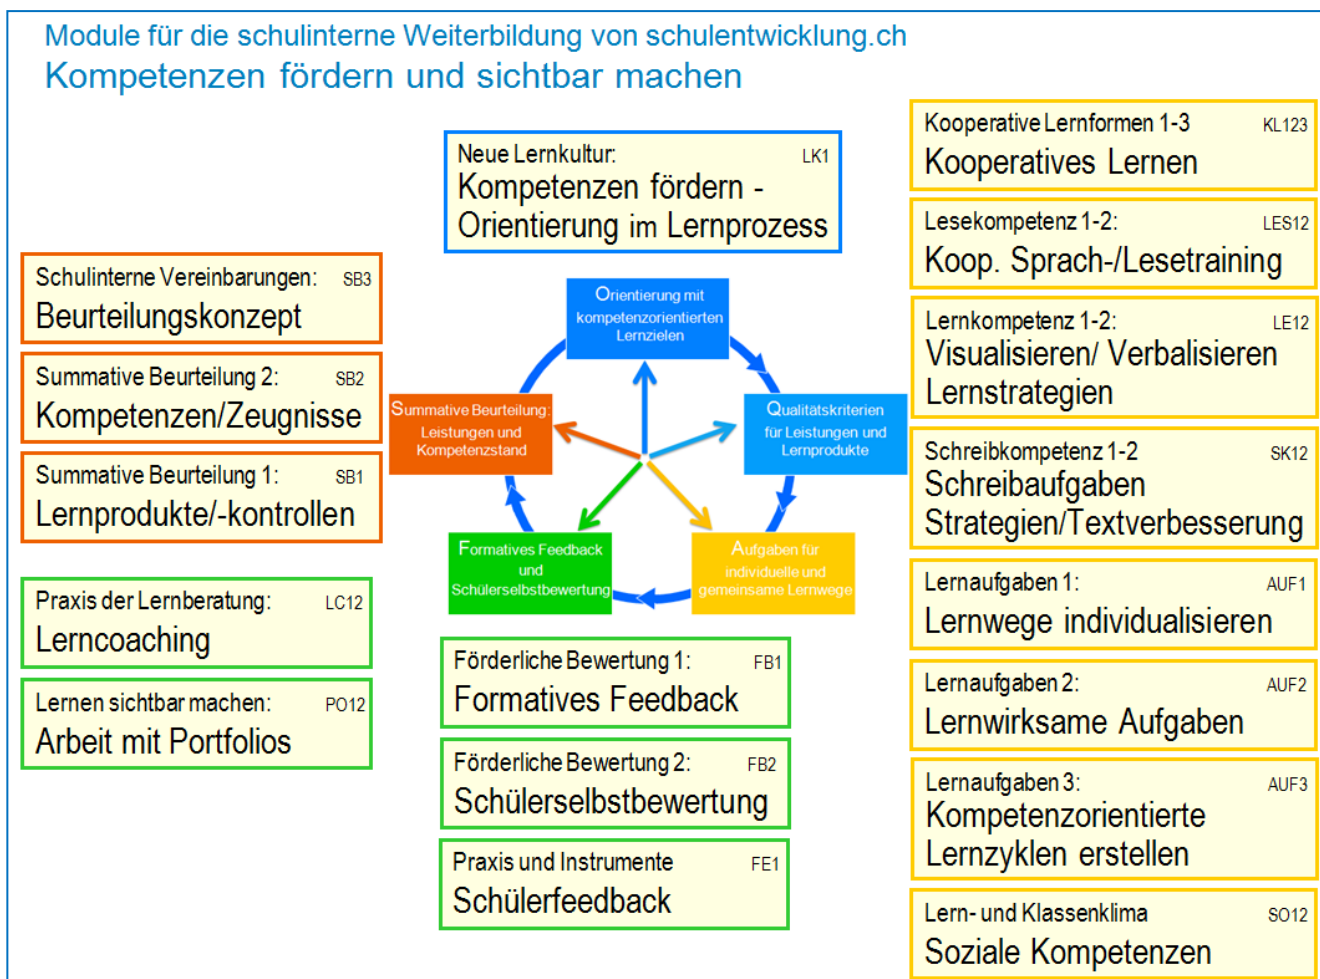 Module für die schulinterne Weiterbildung von schulentwicklung.ch
Kompetenzen fördern und sichtbar machen
Neue Lernkultur: LK1
Kompetenzen fördern -
Orientierung im Lernprozess
Schulinterne Vereinbarungen: SB3
Beurteilungskonzept
Summative Beurteilung 2: SB2
Kompetenzen/Zeugnisse
Summative Beurteilung 1: SB1
Lernprodukte/-kontrollen
Praxis der Lernberatung: LC12
Lerncoaching
Lernen sichtbar machen: PO12
Arbeit mit Portfolios
Orientierung mit
kompetenzorientierten
Lernzielen
Qualitätskriterien
für Leistungen und
Lernprodukte
Aufgaben für
individuelle und
gemeinsame Lernwege
Formatives Feedback
und
Schülerselbstbewertung
Summative Beurteilung:
Leistungen und
Kompetenzstand
Förderliche Bewertung 1: FB1
Formatives Feedback
Förderliche Bewertung 2: FB2
Schülerselbstbewertung
Praxis und Instrumente FE1
Schülerfeedback
Kooperative Lernformen 1-3 KL123
Kooperatives Lernen
Lesekompetenz 1-2: LES12
Koop. Sprach-/Lesetraining
Lernkompetenz 1-2: LE12
Visualisieren/ Verbalisieren
Lernstrategien
Schreibkompetenz 1-2 SK12
Schreibaufgaben
Strategien/Textverbesserung
Lernaufgaben 1: AUF1
Lernwege individualisieren
Lernaufgaben 2: AUF2
Lernwirksame Aufgaben
Lernaufgaben 3: AUF3
Kompetenzorientierte
Lernzyklen erstellen
Lern- und Klassenklima SO12
Soziale Kompetenzen